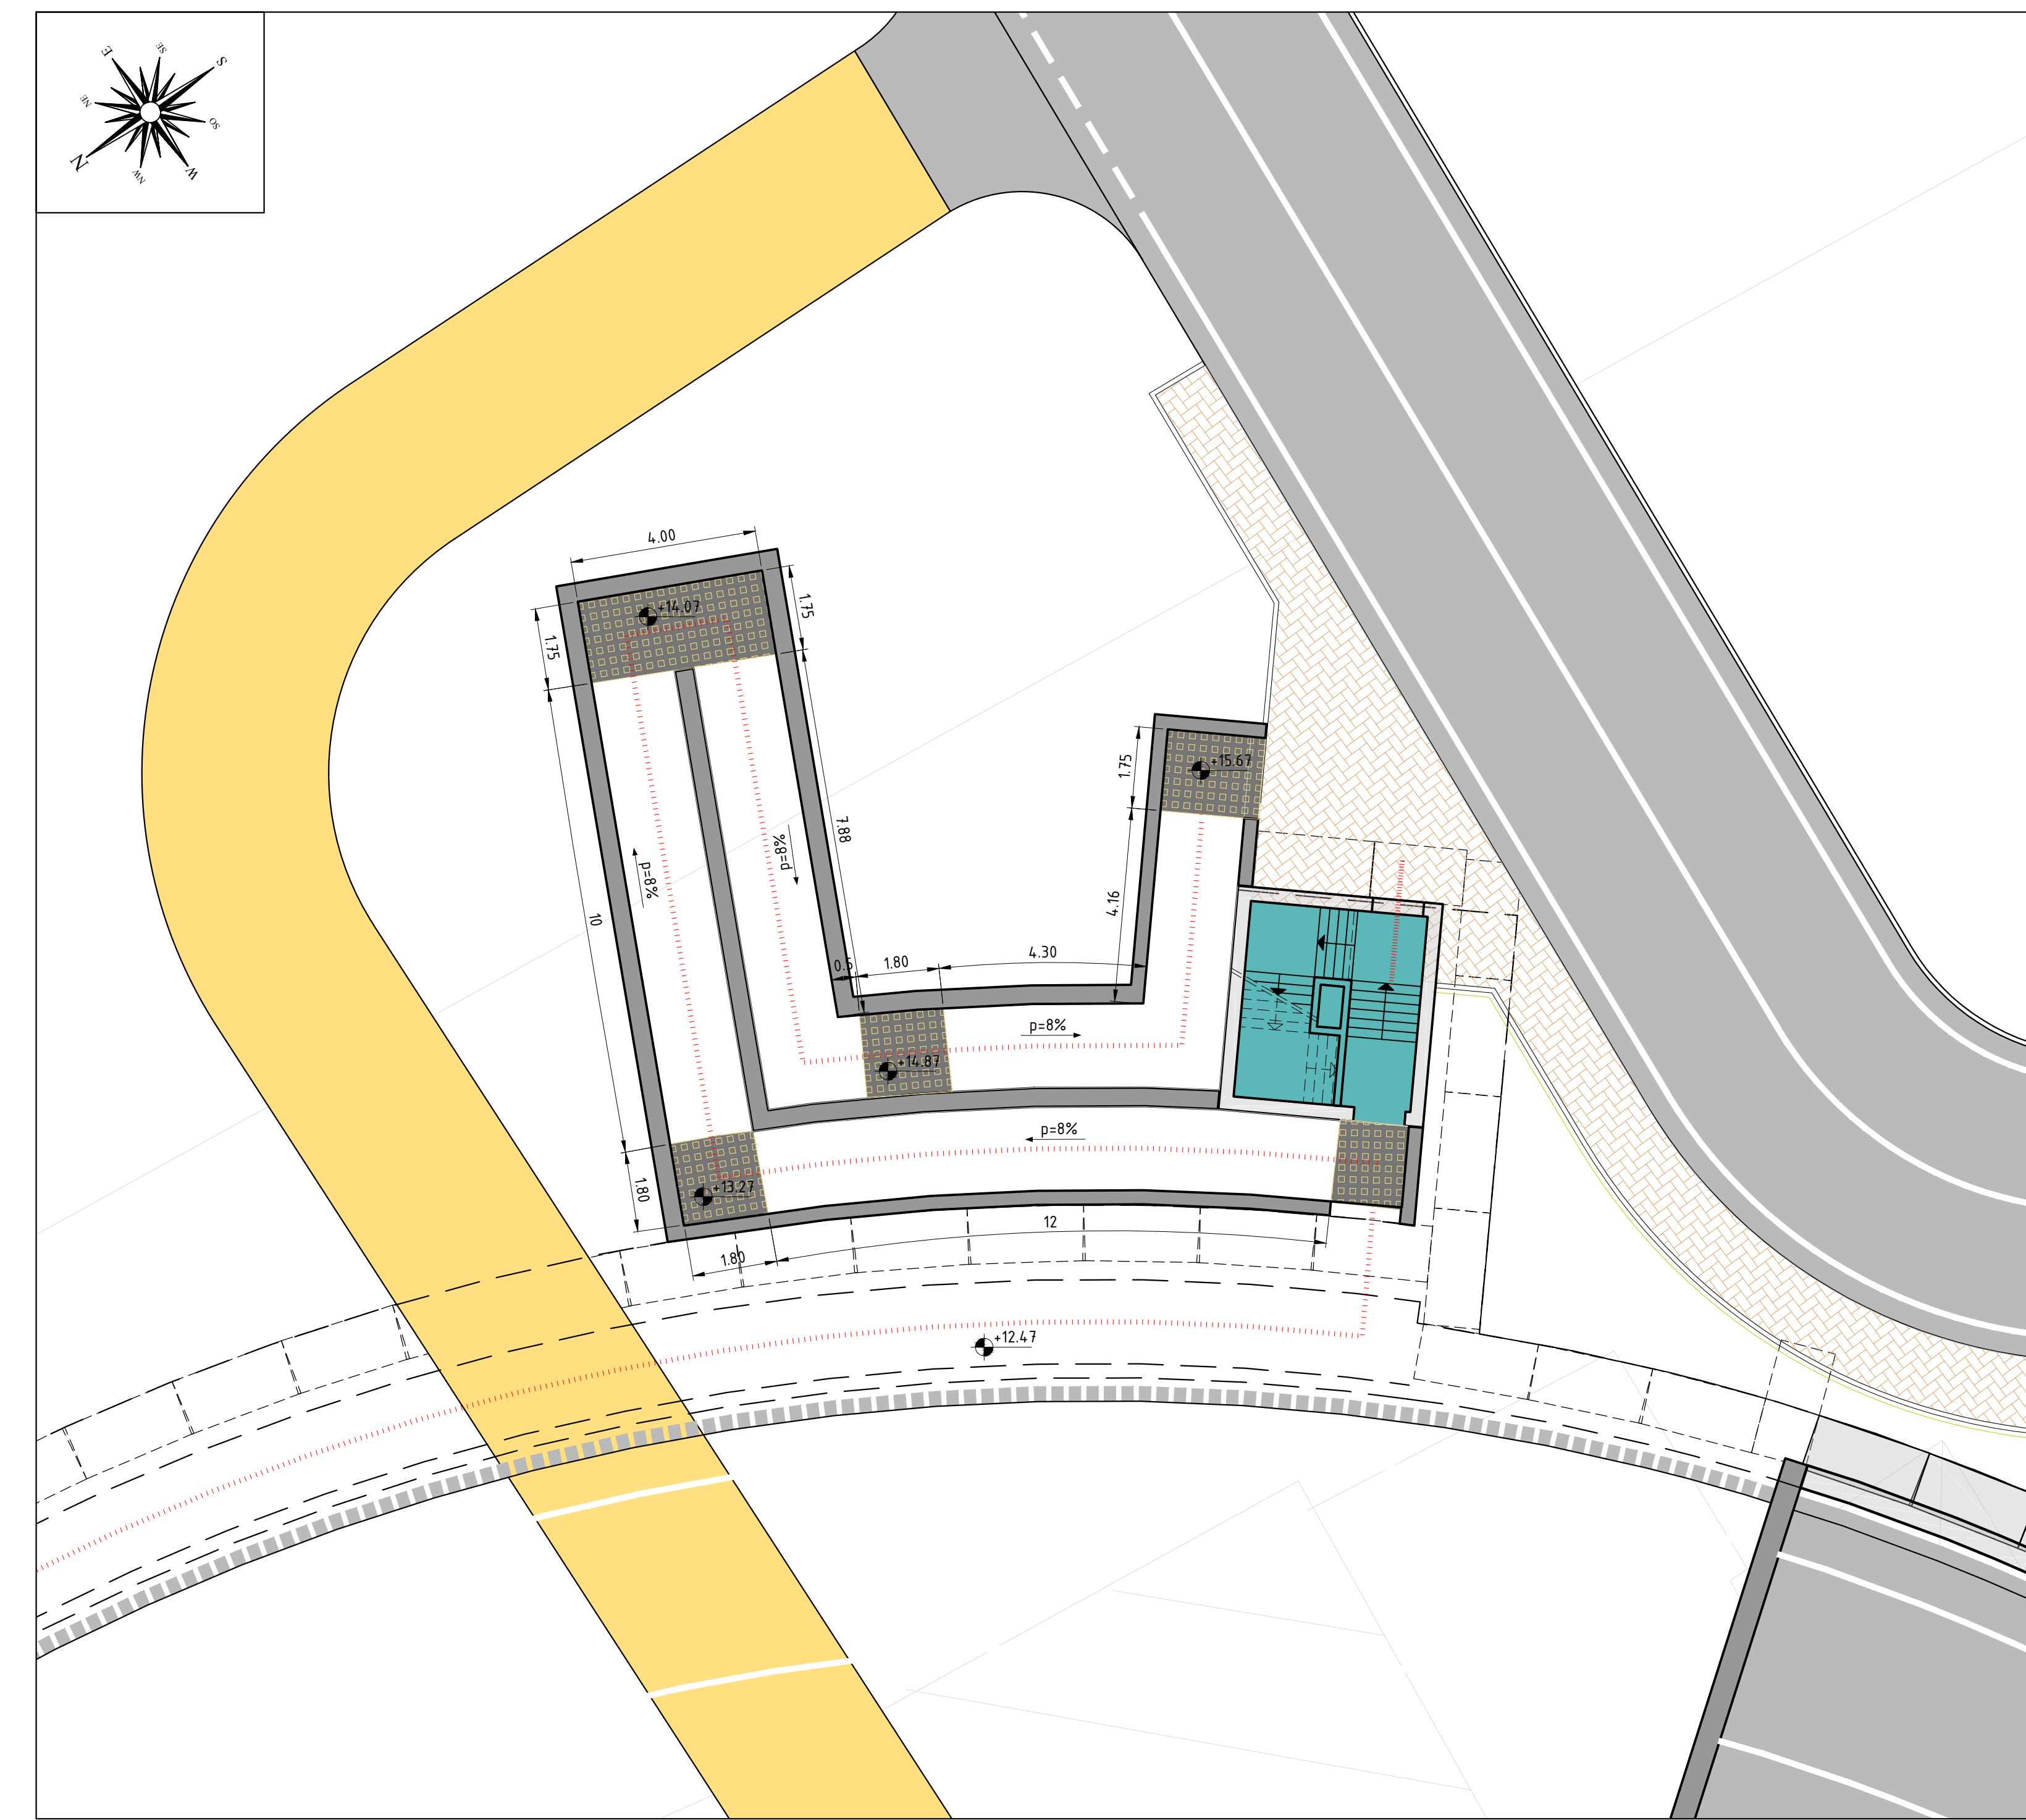 E
SE
S
NE
SO
N
NW
W
4.00
+14.07
1.75
1.75
+15.67
1.75
7.88
p=8%
p=8%
4.16
10
0.5
1.80
4.30
p=8%
+14.87
p=8%
+13.27
1.80
12
1.80
+12.47